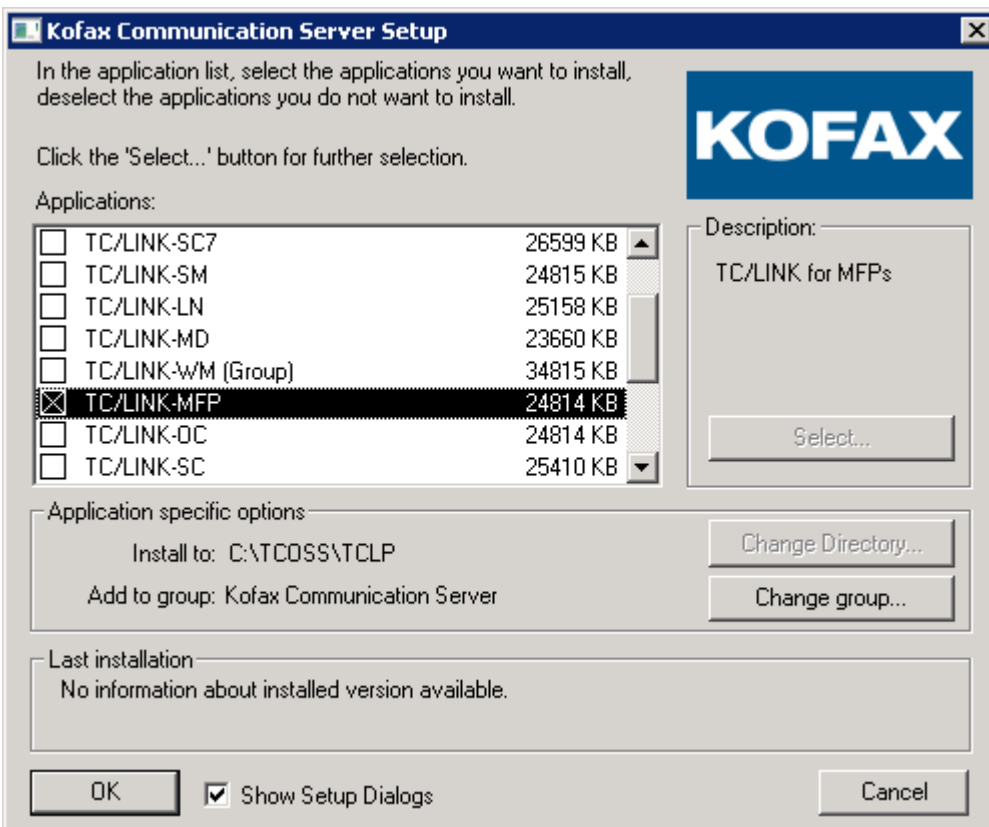 Kofax Communication Server Setup
In the application list, select the applications you want to install,
deselect the applications you do not want to install.
KOFAX
Click the 'Select...' button for further selection.
Applications:
TC/LINK-SC7 26599 KB
TC/LINK-SM 24815 KB
TC/LINK-LN 25158 KB
TC/LINK-MD 23660 KB
TC/LINK-WM (Group) 34815 KB
TC/LINK-MFP 24814 KB
TC/LINK-OC 24814 KB
TC/LINK-SC 25410 KB
Description:
TC/LINK for MFPs
Select...
Application specific options
Install to: C:\TCOSS\TCLP
Change Directory...
Add to group: Kofax Communication Server
Change group...
Last installation
No information about installed version available.
OK
Show Setup Dialogs
Cancel